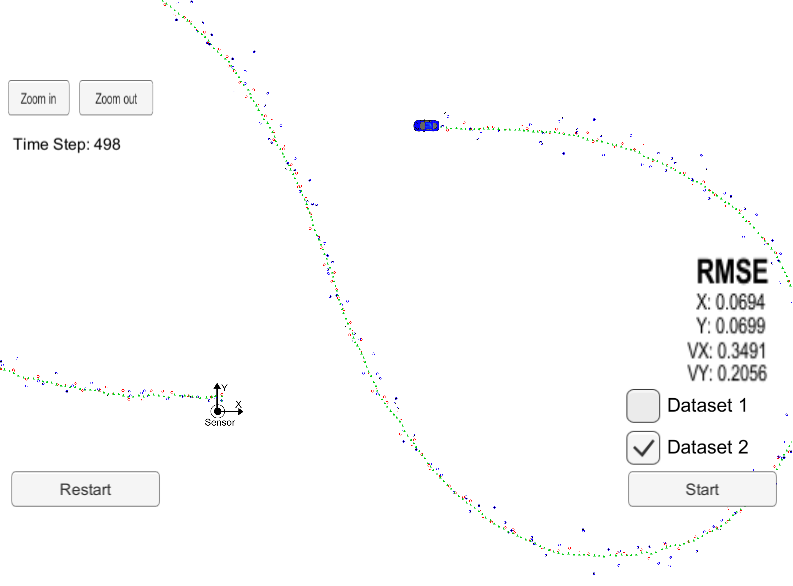 Zoom in
Zoom out
Time Step: 498
RMSE
X: 0.0694
Y: 0.0699
VX: 0.3491
VY: 0.2056
Y
X
Sensor
Dataset 1
Dataset 2
Restart
Start